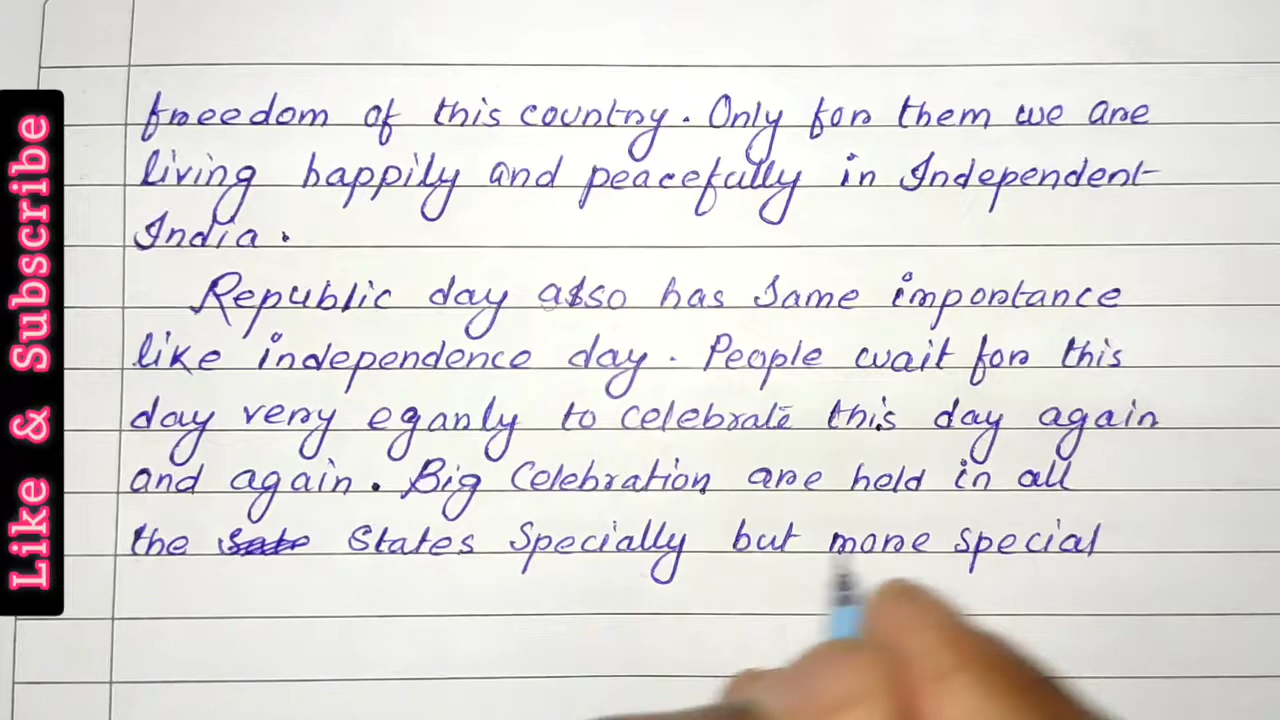 Like & Subscribe
freedom of this country. Only for them we are
living happily and peacefully in Independent
India.
Republic day also has same importance
like independence day. People wait for this
day very egarly to celebrate this day again
and again. Big Celebration are held in all
the Sate States Specially but more special